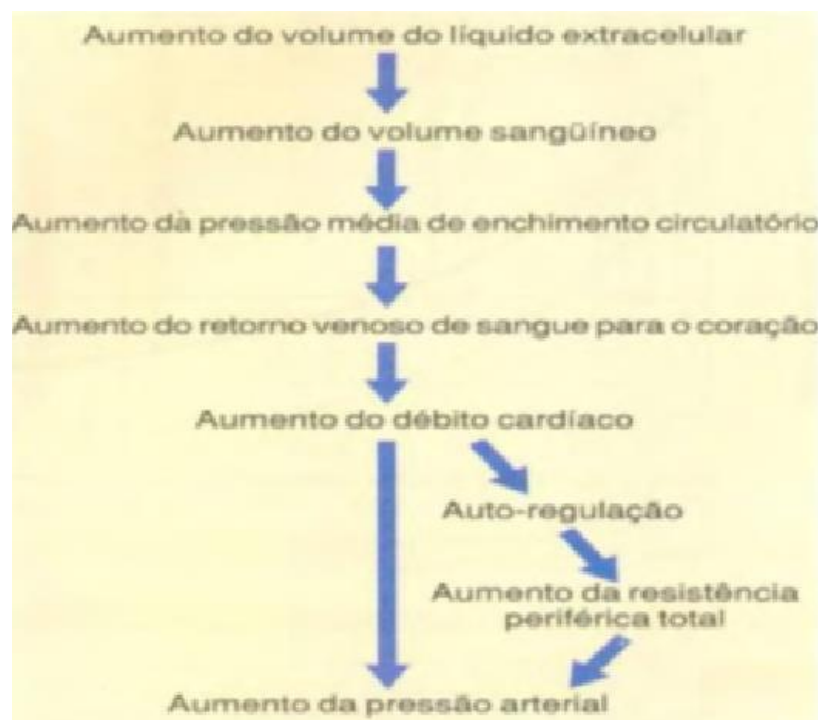 Aumento do volume do líquido extracelular
Aumento do volume sangüíneo
Aumento dà pressão média de enchimento circulatório
Aumento do retorno venoso de sangue para o coração
Aumento do débito cardíaco
Auto-regulação
Aumento da resistência
periférica total
Aumento da pressão arterial